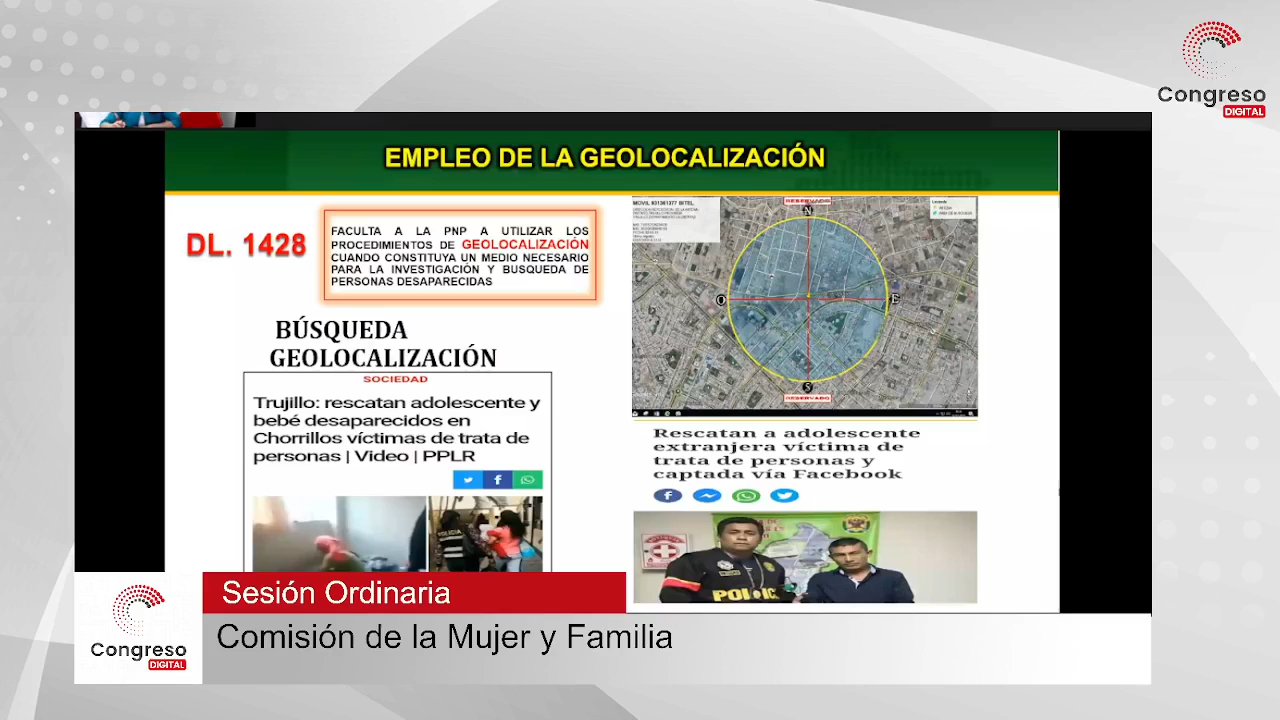 Congreso
DIGITAL
EMPLEO DE LA GEOLOCALIZACIÓN
DL. 1428
FACULTA A LA PNP A UTILIZAR LOS
PROCEDIMIENTOS DE GEOLOCALIZACIÓN
CUANDO CONSTITUYA UN MEDIO NECESARIO
PARA LA INVESTIGACIÓN Y BUSQUEDA DE
PERSONAS DESAPARECIDAS
BÚSQUEDA
GEOLOCALIZACIÓN
SOCIEDAD
Trujillo: rescatan adolescente y
bebé desaparecidos en
Chorrillos víctimas de trata de
personas | Video | PPLR
POLICIA
RESERVADO
N
O
E
S
RESERVADO
Rescatan a adolescente
extranjera víctima de
trata de personas y
captada vía Facebook
Sesión Ordinaria
Comisión de la Mujer y Familia
Congreso
DIGITAL